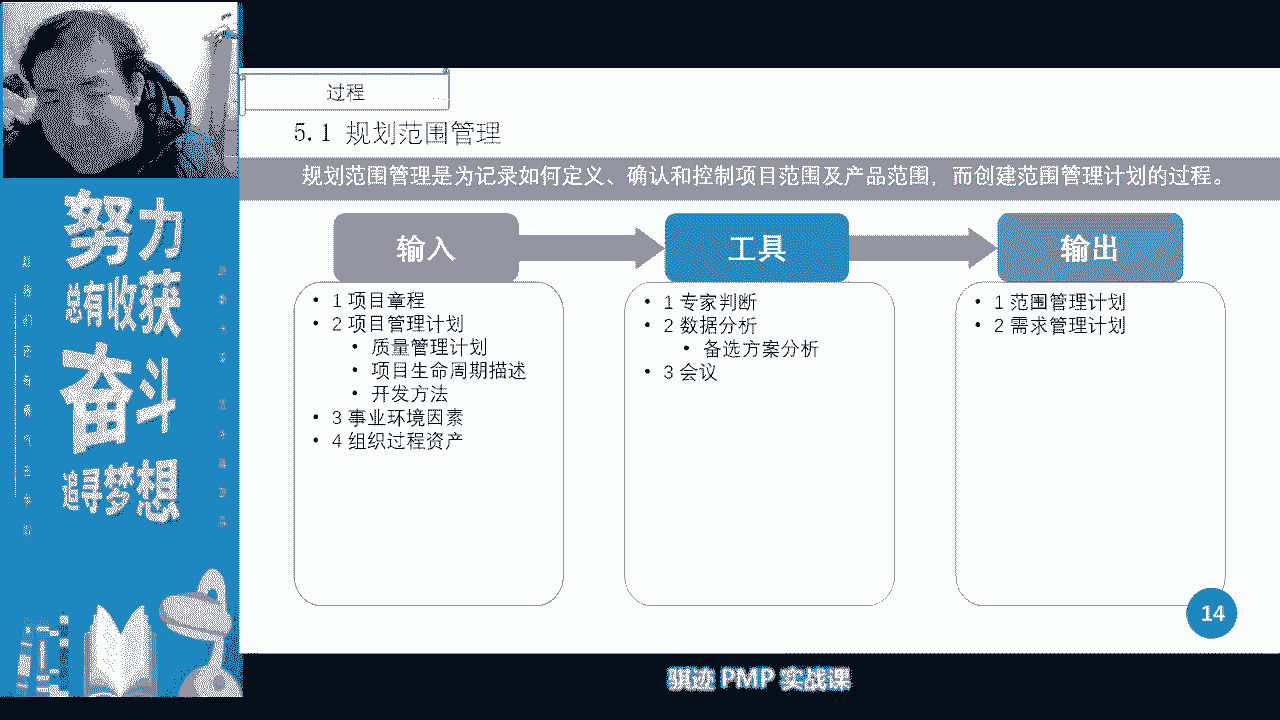 过程
5.1 规划范围管理
规划范围管理是为记录如何定义、确认和控制项目范围及产品范围，而创建范围管理计划的过程。
输入
• 1 项目章程
• 2 项目管理计划
• 质量管理计划
• 项目生命周期描述
• 开发方法
• 3 事业环境因素
• 4 组织过程资产
工具
• 1 专家判断
• 2 数据分析
• 备选方案分析
• 3 会议
输出
• 1 范围管理计划
• 2 需求管理计划
14
努力
总有收获
奋斗
追寻梦想
骐迹 PMP 实战课